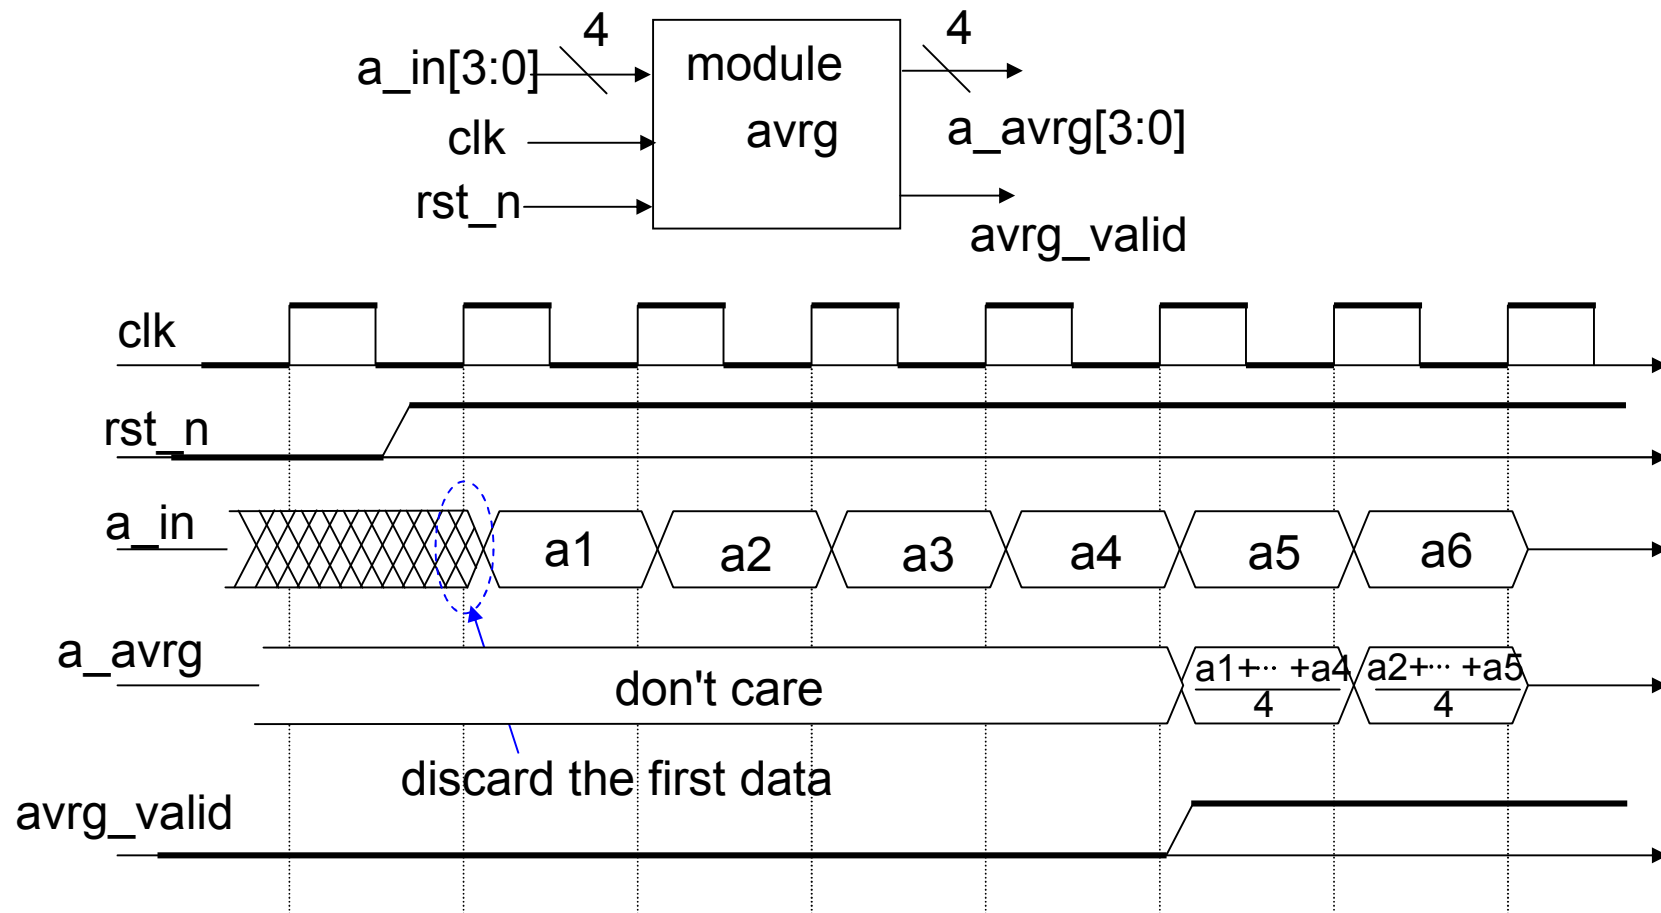 4
4
a_in[3:0]
module
avrg
clk
a_avrg[3:0]
rst_n
avrg_valid
clk
rst_n
a_in
a1
a2
a3
a4
a5
a6
a_avrg
don't care
a1+··· +a4
4
a2+··· +a5
4
discard the first data
avrg_valid